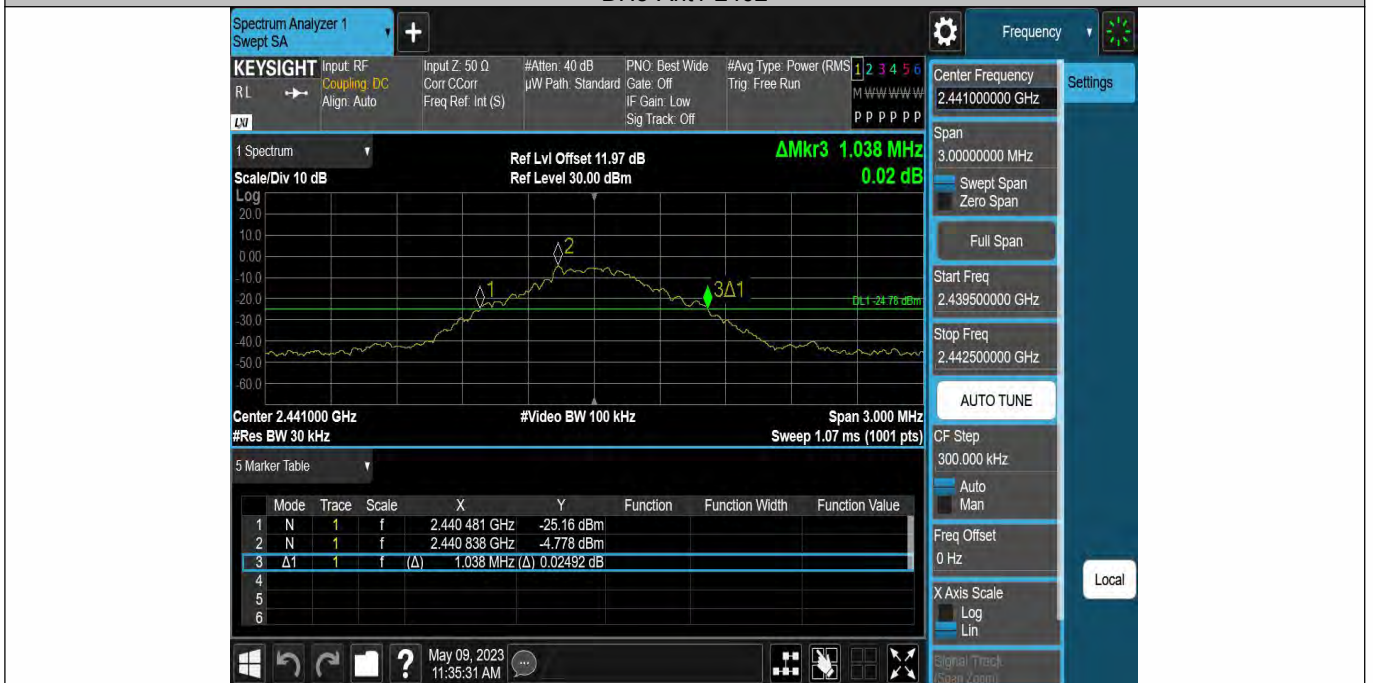 Spectrum Analyzer 1
Swept SA
+
Frequency
KEYSIGHT
RL
LXI
Input: RF
Coupling: DC
Align: Auto
Input Z: 50 Ω
Corr CCorr
Freq Ref: Int (S)
#Atten: 40 dB
µW Path: Standard
PNO: Best Wide
Gate: Off
IF Gain: Low
Sig Track: Off
#Avg Type: Power (RMS
Trig: Free Run
1 2 3 4 5 6
M W W W W W
P P P P P P
Center Frequency
2.441000000 GHz
Settings
Span
3.00000000 MHz
Swept Span
Zero Span
Full Span
Start Freq
2.439500000 GHz
Stop Freq
2.442500000 GHz
AUTO TUNE
CF Step
300.000 kHz
Auto
Man
Freq Offset
0 Hz
X Axis Scale
Log
Lin
Signal Track
(Span Zoom)
Local
1 Spectrum
Scale/Div 10 dB
Ref Lvl Offset 11.97 dB
Ref Level 30.00 dBm
ΔMkr3 1.038 MHz
0.02 dB
Log
20.0
10.0
0.00
-10.0
-20.0
-30.0
-40.0
-50.0
-60.0
1
2
3Δ1
DL1 -24.78 dBm
Center 2.441000 GHz
#Video BW 100 kHz
Span 3.000 MHz
#Res BW 30 kHz
Sweep 1.07 ms (1001 pts)
5 Marker Table
Mode Trace Scale X Y Function Function Width Function Value
1 N 1 f 2.440 481 GHz -25.16 dBm
2 N 1 f 2.440 838 GHz -4.778 dBm
3 Δ1 1 f (Δ) 1.038 MHz (Δ) 0.02492 dB
4
5
6
?
May 09, 2023
11:35:31 AM